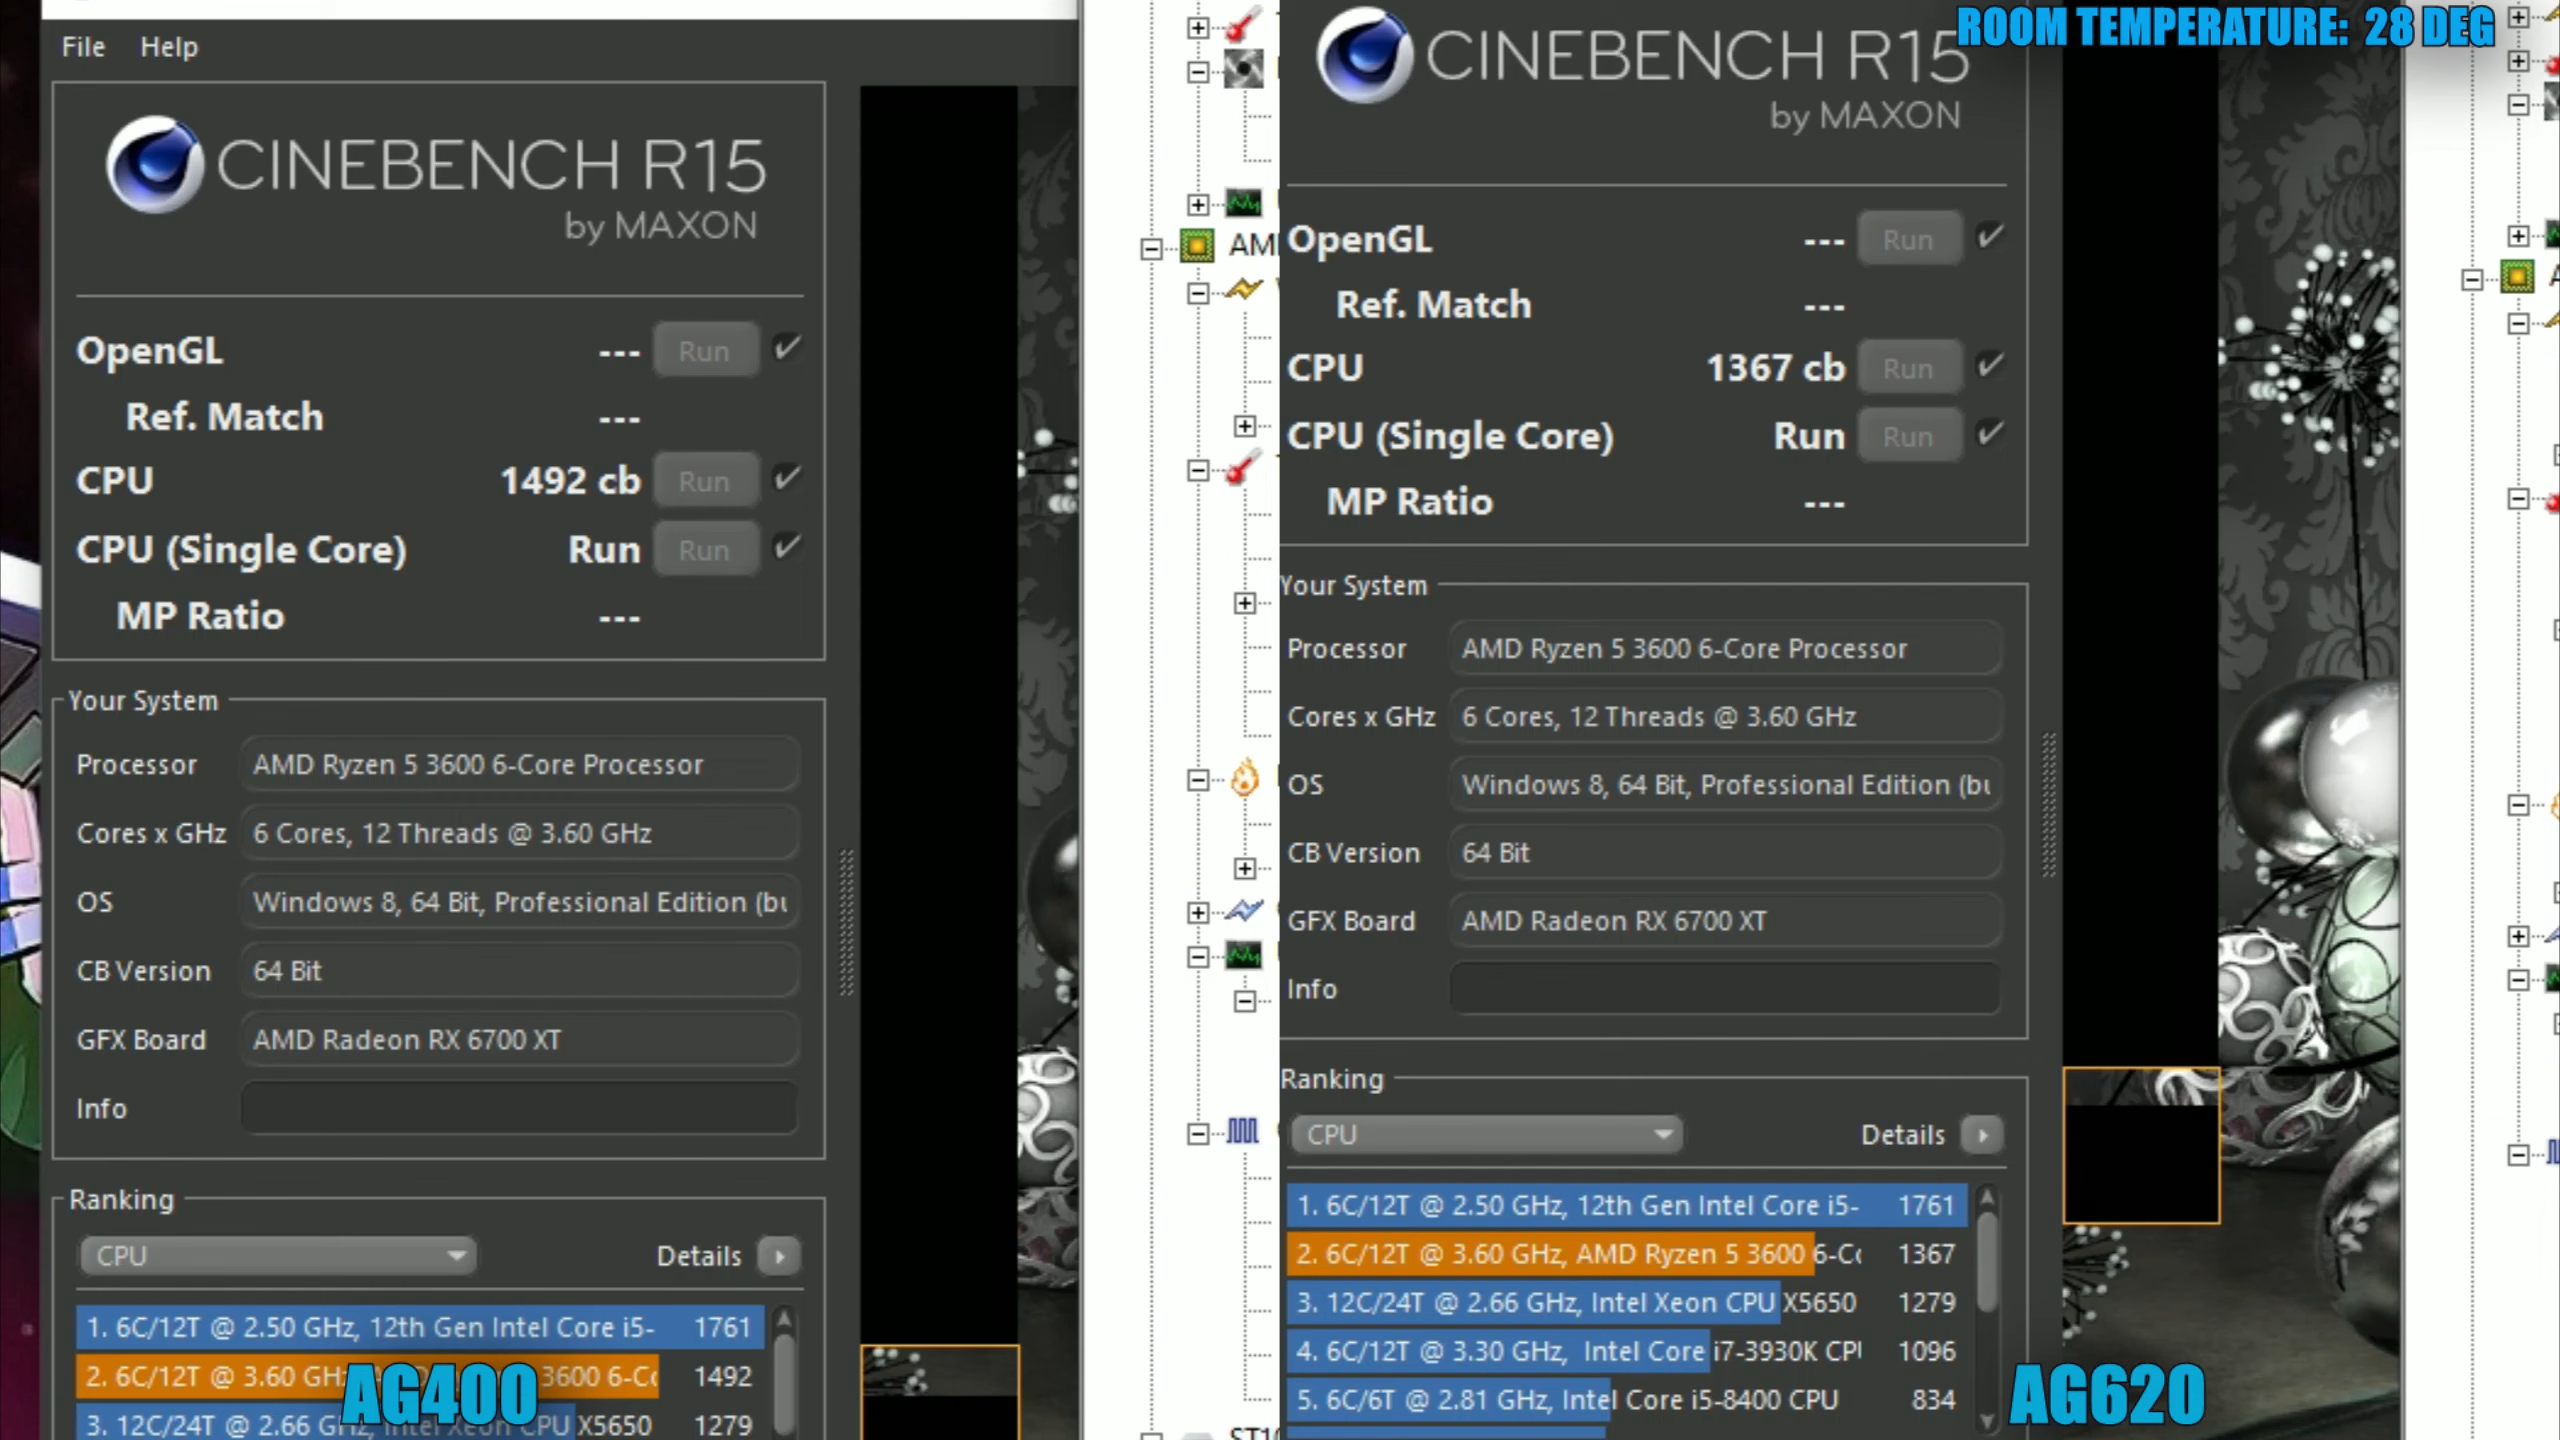 File Help
CINEBENCH R15
by MAXON
OpenGL --- Run
Ref. Match ---
CPU 1492 cb Run
CPU (Single Core) Run Run
MP Ratio ---
Your System
Processor AMD Ryzen 5 3600 6-Core Processor
Cores x GHz 6 Cores, 12 Threads @ 3.60 GHz
OS Windows 8, 64 Bit, Professional Edition (bu
CB Version 64 Bit
GFX Board AMD Radeon RX 6700 XT
Info
Ranking
CPU Details
1. 6C/12T @ 2.50 GHz, 12th Gen Intel Core i5- 1761
2. 6C/12T @ 3.60 GHz 3600 6-Co 1492
3. 12C/24T @ 2.66 GHz, Intel Xeon CPU X5650 1279
AG400
AM
ROOM TEMPERATURE: 28 DEG
CINEBENCH R15
by MAXON
OpenGL --- Run
Ref. Match ---
CPU 1367 cb Run
CPU (Single Core) Run Run
MP Ratio ---
Your System
Processor AMD Ryzen 5 3600 6-Core Processor
Cores x GHz 6 Cores, 12 Threads @ 3.60 GHz
OS Windows 8, 64 Bit, Professional Edition (bu
CB Version 64 Bit
GFX Board AMD Radeon RX 6700 XT
Info
Ranking
CPU Details
1. 6C/12T @ 2.50 GHz, 12th Gen Intel Core i5- 1761
2. 6C/12T @ 3.60 GHz, AMD Ryzen 5 3600 6-Co 1367
3. 12C/24T @ 2.66 GHz, Intel Xeon CPU X5650 1279
4. 6C/12T @ 3.30 GHz, Intel Core i7-3930K CPU 1096
5. 6C/6T @ 2.81 GHz, Intel Core i5-8400 CPU 834
AG620